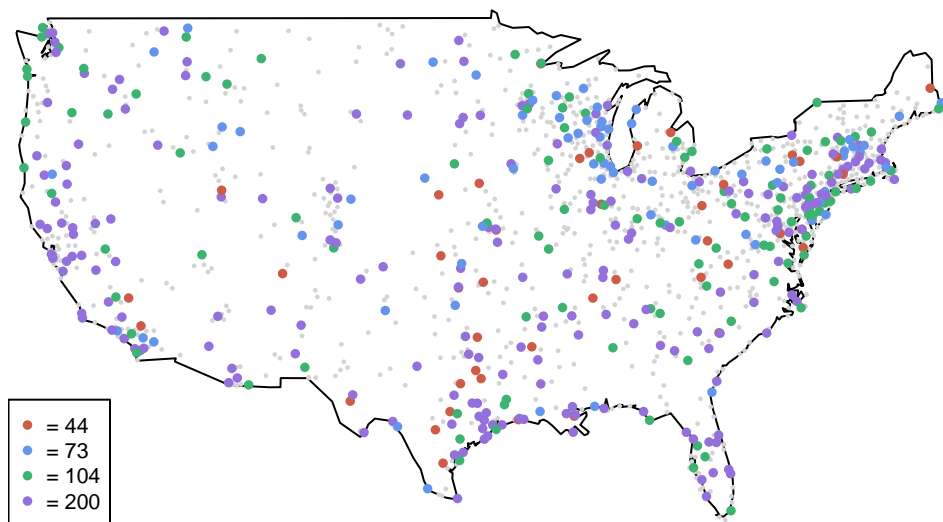 = 44
= 73
= 104
= 200